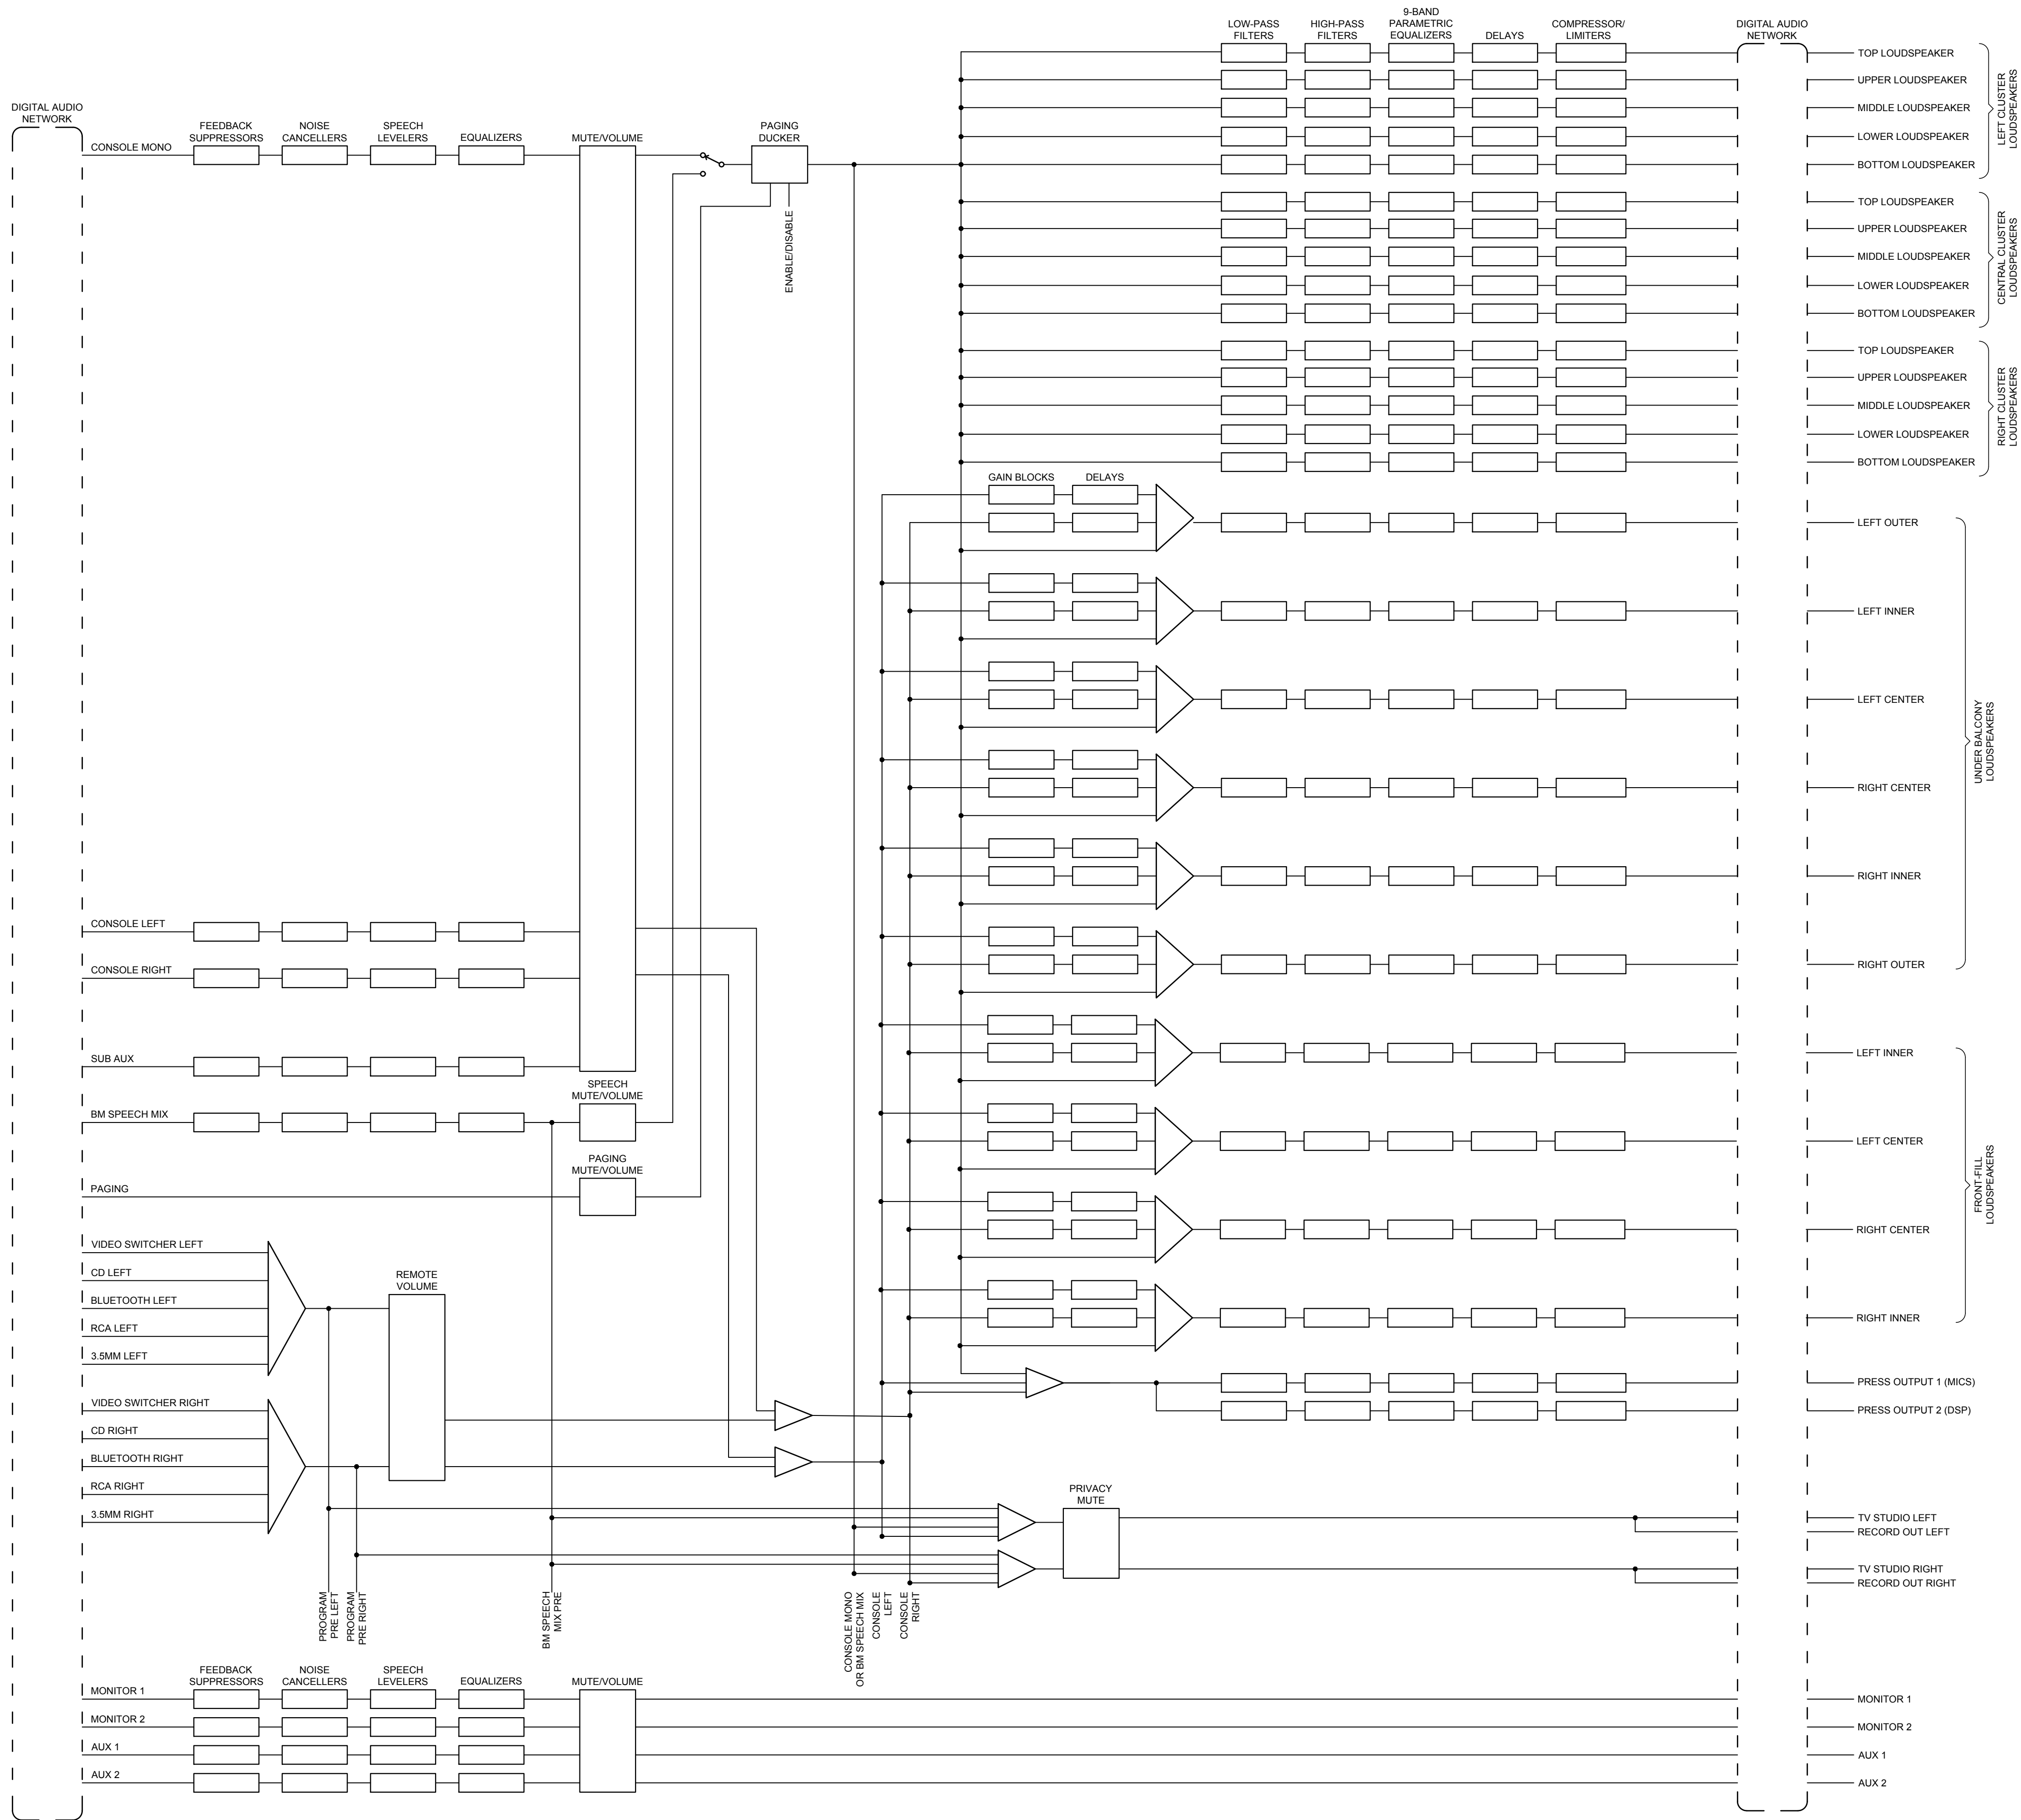 LOW-PASS
FILTERS
HIGH-PASS
FILTERS
9-BAND
PARAMETRIC
EQUALIZERS
DELAYS
COMPRESSOR/
LIMITERS
DIGITAL AUDIO
NETWORK
TOP LOUDSPEAKER
UPPER LOUDSPEAKER
MIDDLE LOUDSPEAKER
LOWER LOUDSPEAKER
BOTTOM LOUDSPEAKER
LEFT CLUSTER
LOUDSPEAKERS
TOP LOUDSPEAKER
UPPER LOUDSPEAKER
MIDDLE LOUDSPEAKER
LOWER LOUDSPEAKER
BOTTOM LOUDSPEAKER
CENTRAL CLUSTER
LOUDSPEAKERS
TOP LOUDSPEAKER
UPPER LOUDSPEAKER
MIDDLE LOUDSPEAKER
LOWER LOUDSPEAKER
BOTTOM LOUDSPEAKER
RIGHT CLUSTER
LOUDSPEAKERS
DIGITAL AUDIO
NETWORK
CONSOLE MONO
FEEDBACK
SUPPRESSORS
NOISE
CANCELLERS
SPEECH
LEVELERS
EQUALIZERS
MUTE/VOLUME
PAGING
DUCKER
ENABLE/DISABLE
GAIN BLOCKS
DELAYS
LEFT OUTER
LEFT INNER
LEFT CENTER
RIGHT CENTER
RIGHT INNER
RIGHT OUTER
UNDER BALCONY
LOUDSPEAKERS
CONSOLE LEFT
CONSOLE RIGHT
SUB AUX
BM SPEECH MIX
SPEECH
MUTE/VOLUME
PAGING
PAGING
MUTE/VOLUME
LEFT INNER
LEFT CENTER
RIGHT CENTER
RIGHT INNER
FRONT-FILL
LOUDSPEAKERS
VIDEO SWITCHER LEFT
CD LEFT
BLUETOOTH LEFT
RCA LEFT
3.5MM LEFT
REMOTE
VOLUME
VIDEO SWITCHER RIGHT
CD RIGHT
BLUETOOTH RIGHT
RCA RIGHT
3.5MM RIGHT
PRESS OUTPUT 1 (MICS)
PRESS OUTPUT 2 (DSP)
PRIVACY
MUTE
TV STUDIO LEFT
RECORD OUT LEFT
TV STUDIO RIGHT
RECORD OUT RIGHT
PROGRAM
PRE LEFT
PROGRAM
PRE RIGHT
BM SPEECH
MIX PRE
CONSOLE MONO
OR BM SPEECH MIX
CONSOLE
LEFT
CONSOLE
RIGHT
FEEDBACK
SUPPRESSORS
NOISE
CANCELLERS
SPEECH
LEVELERS
EQUALIZERS
MUTE/VOLUME
MONITOR 1
MONITOR 2
AUX 1
AUX 2
MONITOR 1
MONITOR 2
AUX 1
AUX 2